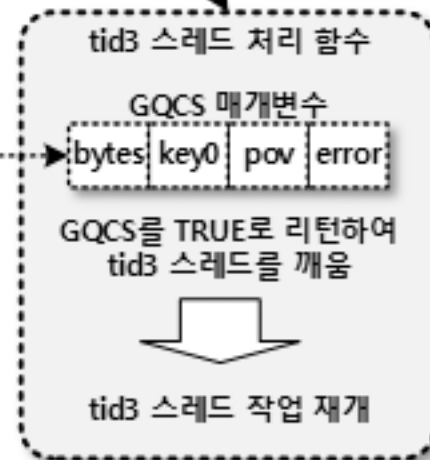 tid3 스레드 처리 함수
GQCS 매개변수
bytes key0 pov error
GQCS를 TRUE로 리턴하여
tid3 스레드를 깨움
tid3 스레드 작업 재개